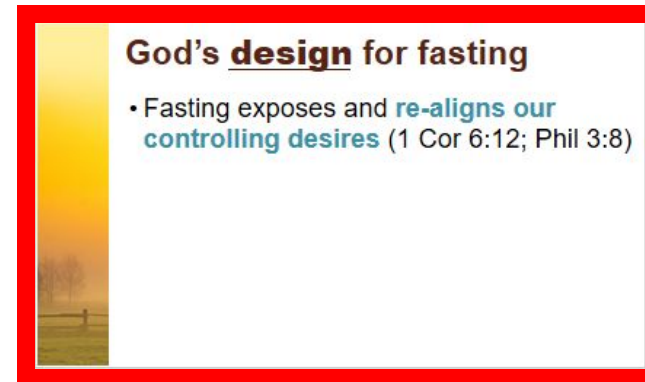 God's design for fasting
• Fasting exposes and re-aligns our
controlling desires (1 Cor 6:12; Phil 3:8)